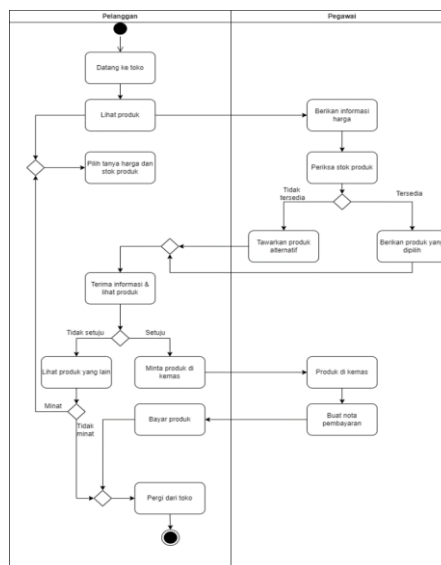 Pelanggan
Pegawai
Datang ke toko
Lihat produk
Berikan informasi
harga
Pilih tanya harga dan
stok produk
Periksa stok produk
Tidak
tersedia
Tersedia
Tawarkan produk
alternatif
Berikan produk yang
dipilih
Terima informasi &
lihat produk
Tidak setuju
Setuju
Lihat produk yang lain
Minta produk di
kemas
Produk di kemas
Minat
Tidak
minat
Bayar produk
Buat nota
pembayaran
Pergi dari toko